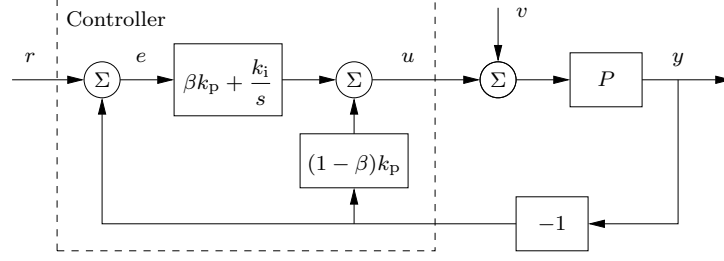 Controller
v
r
Σ
e
βk_p + k_i/s
Σ
u
Σ
P
y
(1 − β)k_p
−1